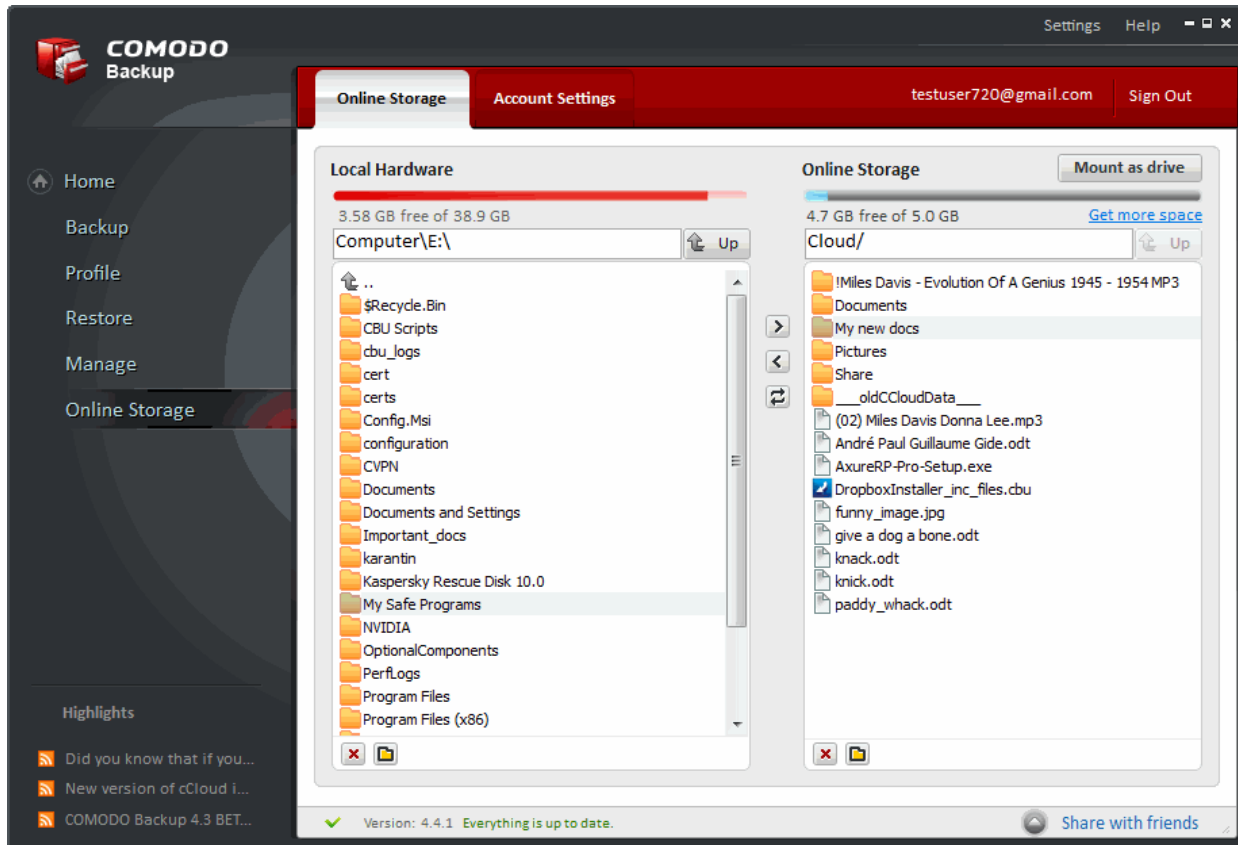 Settings Help
COMODO
Backup
Online Storage Account Settings testuser720@gmail.com Sign Out
Home
Backup
Profile
Restore
Manage
Online Storage
Local Hardware
3.58 GB free of 38.9 GB
Computer\E:\ Up
..
$Recycle.Bin
CBU Scripts
cbu_logs
cert
certs
Config.Msi
configuration
CVPN
Documents
Documents and Settings
Important_docs
karantin
Kaspersky Rescue Disk 10.0
My Safe Programs
NVIDIA
OptionalComponents
PerfLogs
Program Files
Program Files (x86)
Online Storage Mount as drive
4.7 GB free of 5.0 GB Get more space
Cloud/ Up
!Miles Davis - Evolution Of A Genius 1945 - 1954 MP3
Documents
My new docs
Pictures
Share
___oldCCloudData___
(02) Miles Davis Donna Lee.mp3
André Paul Guillaume Gide.odt
AxureRP-Pro-Setup.exe
DropboxInstaller_inc_files.cbu
funny_image.jpg
give a dog a bone.odt
knack.odt
knick.odt
paddy_whack.odt
Highlights
Did you know that if you...
New version of cCloud i...
COMODO Backup 4.3 BET...
Version: 4.4.1 Everything is up to date.
Share with friends